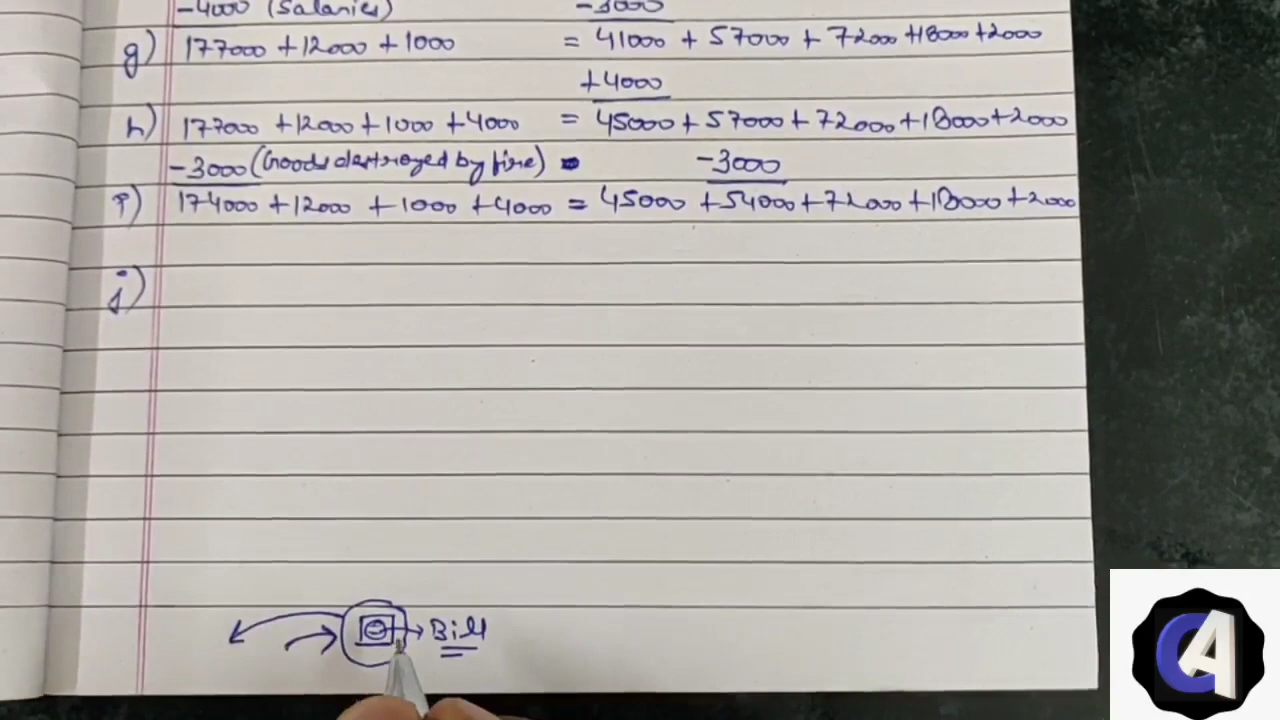 -4000 (Salaries) -3000
g) 177000 + 12000 + 1000 = 41000 + 57000 + 72000 + 18000 + 2000
+4000
h) 177000 + 12000 + 1000 + 4000 = 45000 + 57000 + 72000 + 18000 + 2000
-3000 (Goods destroyed by fire) -3000
i) 174000 + 12000 + 1000 + 4000 = 45000 + 54000 + 72000 + 18000 + 2000
j)
Bill
CA